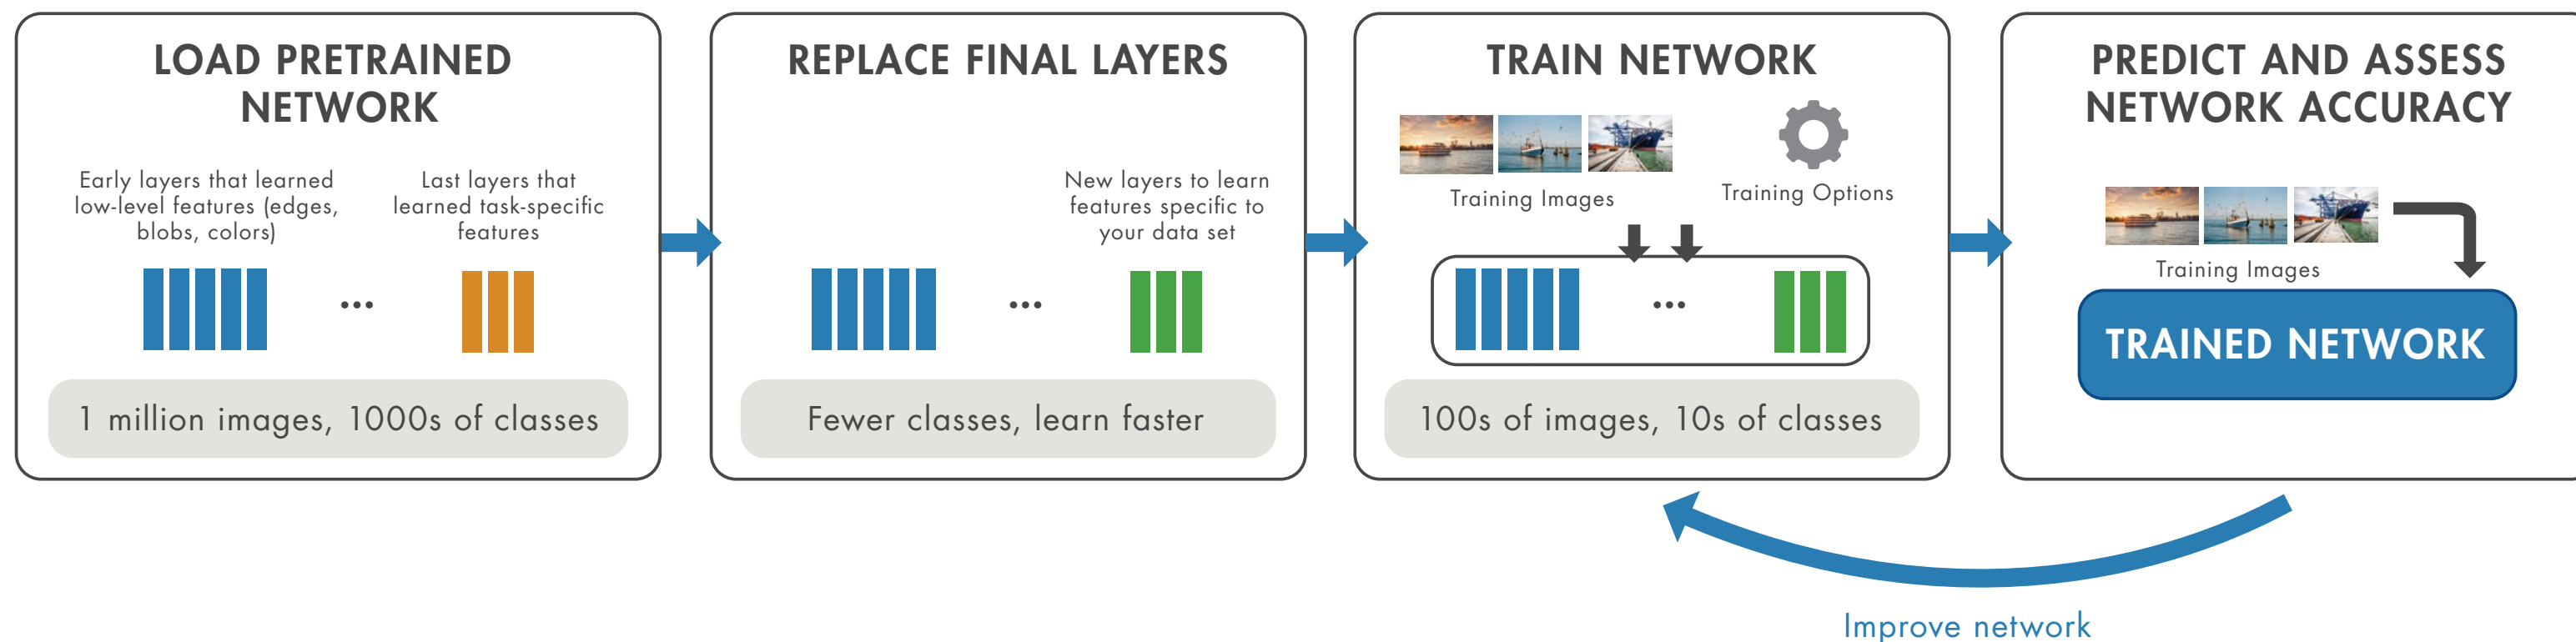 LOAD PRETRAINED
NETWORK
Early layers that learned
low-level features (edges,
blobs, colors)
Last layers that
learned task-specific
features
...
1 million images, 1000s of classes
REPLACE FINAL LAYERS
New layers to learn
features specific to
your data set
...
Fewer classes, learn faster
TRAIN NETWORK
Training Images
Training Options
...
100s of images, 10s of classes
PREDICT AND ASSESS
NETWORK ACCURACY
Training Images
TRAINED NETWORK
Improve network